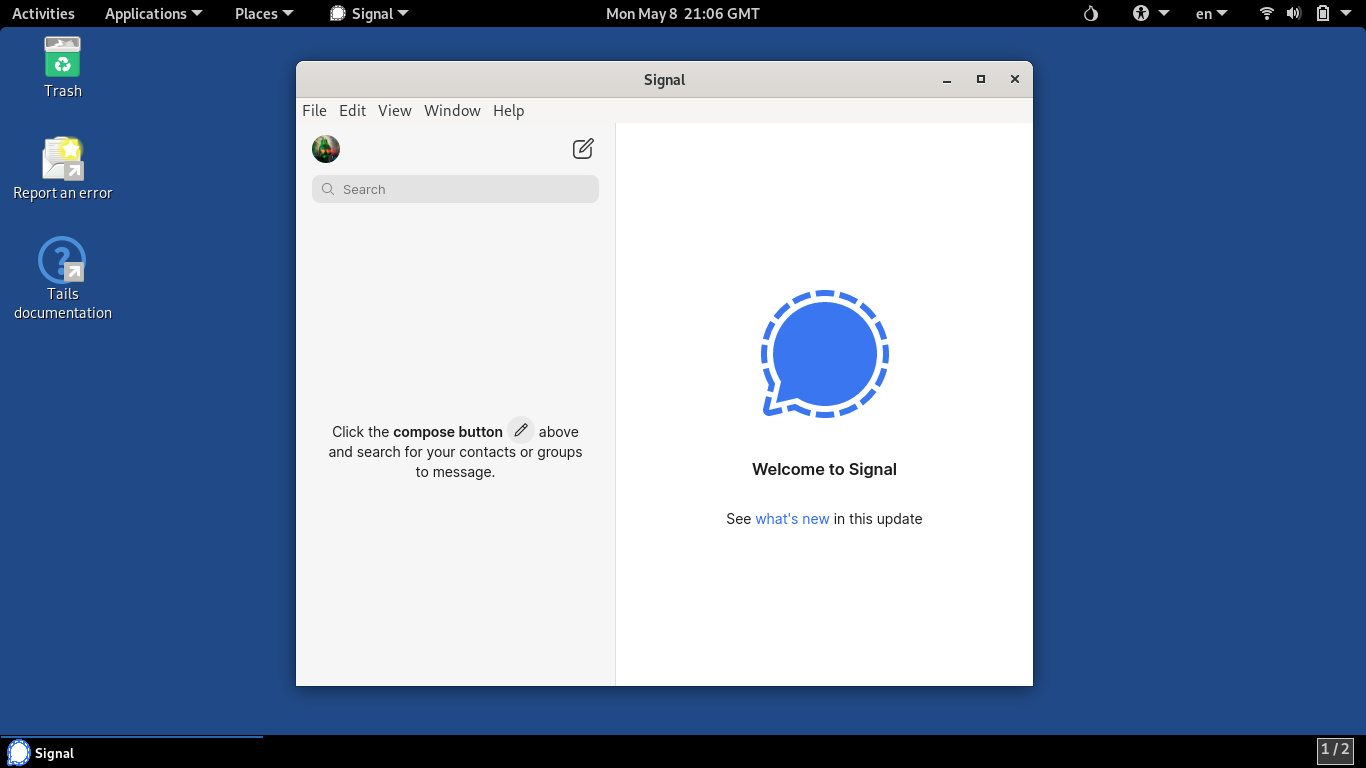 Activities Applications Places Signal Mon May 8 21:06 GMT en
Trash
Report an error
Tails
documentation
Signal
File Edit View Window Help
Search
Click the compose button above
and search for your contacts or groups
to message.
Welcome to Signal
See what's new in this update
Signal
1 / 2